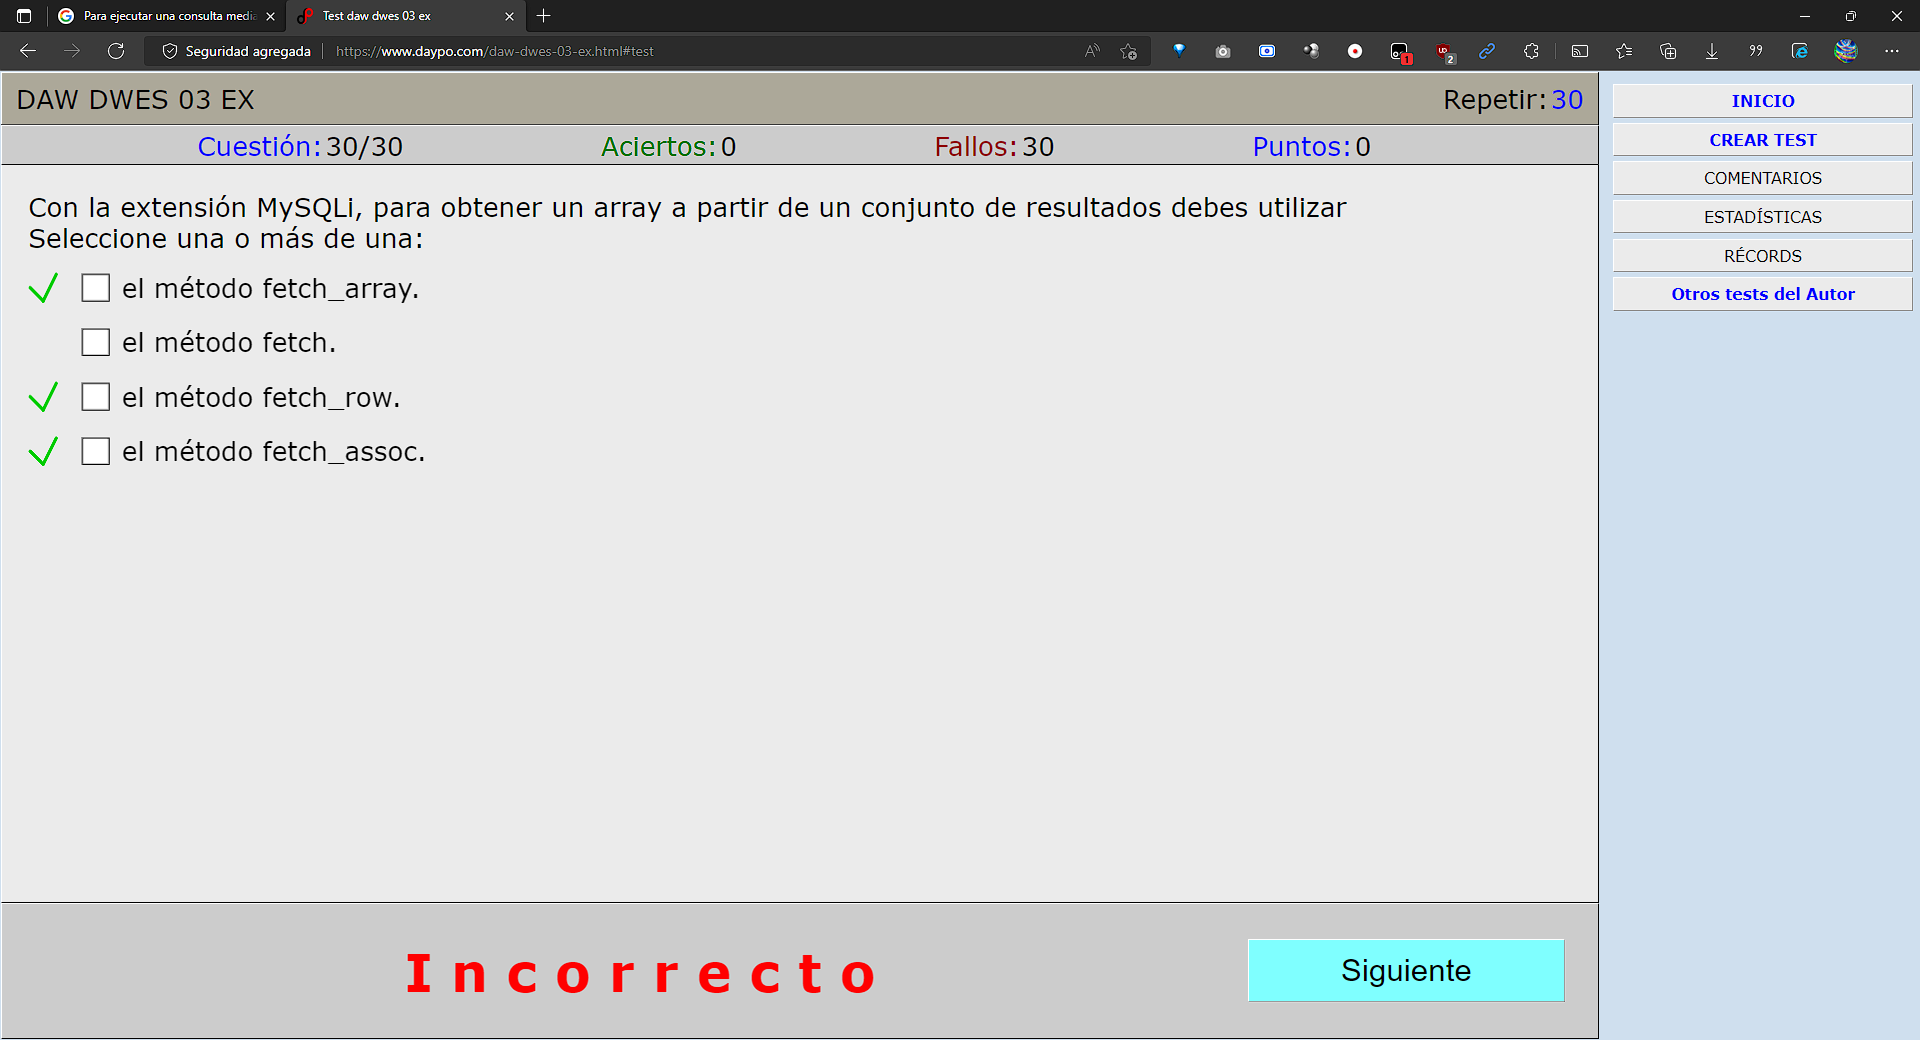 Para ejecutar una consulta media
Test daw dwes 03 ex
Seguridad agregada
https://www.daypo.com/daw-dwes-03-ex.html#test
1
2
DAW DWES 03 EX
Repetir: 30
Cuestión: 30/30
Aciertos: 0
Fallos: 30
Puntos: 0
Con la extensión MySQLi, para obtener un array a partir de un conjunto de resultados debes utilizar
Seleccione una o más de una:
el método fetch_array.
el método fetch.
el método fetch_row.
el método fetch_assoc.
Incorrecto
Siguiente
INICIO
CREAR TEST
COMENTARIOS
ESTADÍSTICAS
RÉCORDS
Otros tests del Autor